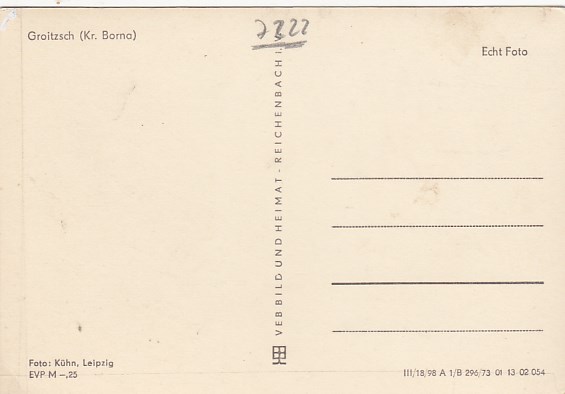 Groitzsch (Kr. Borna)
7222
Echt Foto
VEB BILD UND HEIMAT - REICHENBACH i.
Foto: Kühn, Leipzig
EVP M –,25
III/18/98 A 1/B 296/73 01 13 02 054